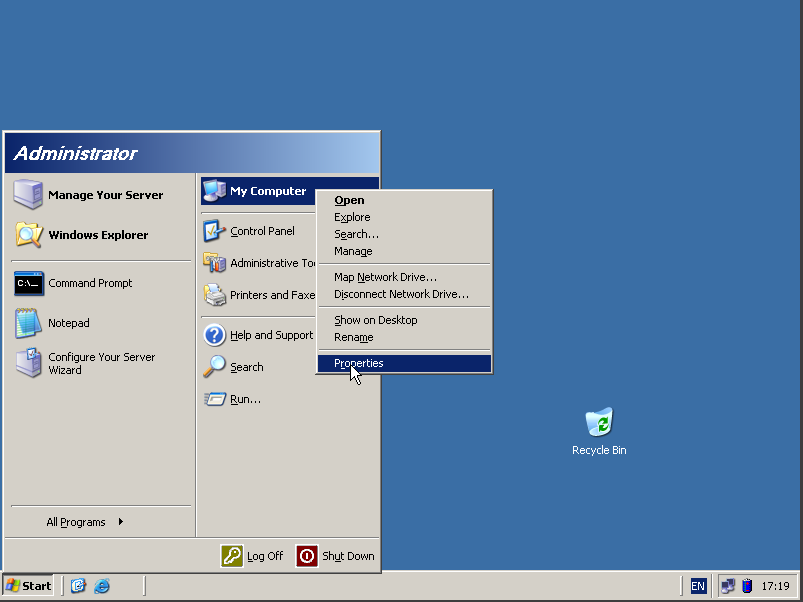 Administrator
Manage Your Server
Windows Explorer
C:\_
Command Prompt
Notepad
Configure Your Server
Wizard
All Programs
My Computer
Control Panel
Administrative Too
Printers and Faxe
Help and Support
Search
Run...
Log Off
Shut Down
Open
Explore
Search...
Manage
Map Network Drive...
Disconnect Network Drive...
Show on Desktop
Rename
Properties
Recycle Bin
Start
EN
17:19